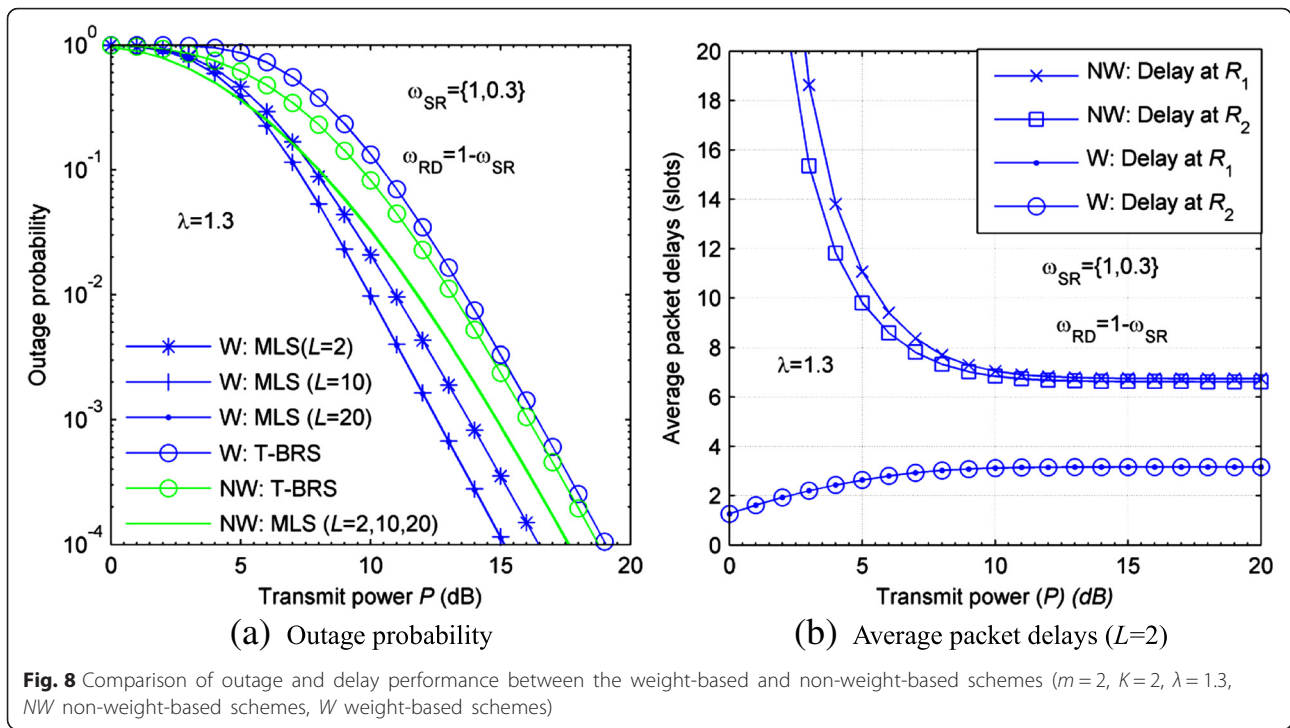 10^0
10^-1
10^-2
10^-3
10^-4
Outage probability
ω_SR={1,0.3}
ω_RD=1-ω_SR
λ=1.3
W: MLS(L=2)
W: MLS (L=10)
W: MLS (L=20)
W: T-BRS
NW: T-BRS
NW: MLS (L=2,10,20)
0 5 10 15 20
Transmit power P (dB)
(a) Outage probability
20
18
16
14
12
10
8
6
4
2
0
Average packet delays (slots)
NW: Delay at R_1
NW: Delay at R_2
W: Delay at R_1
W: Delay at R_2
ω_SR={1,0.3}
ω_RD=1-ω_SR
λ=1.3
0 5 10 15 20
Transmit power (P) (dB)
(b) Average packet delays (L=2)
Fig. 8 Comparison of outage and delay performance between the weight-based and non-weight-based schemes (m = 2, K = 2, λ = 1.3,
NW non-weight-based schemes, W weight-based schemes)